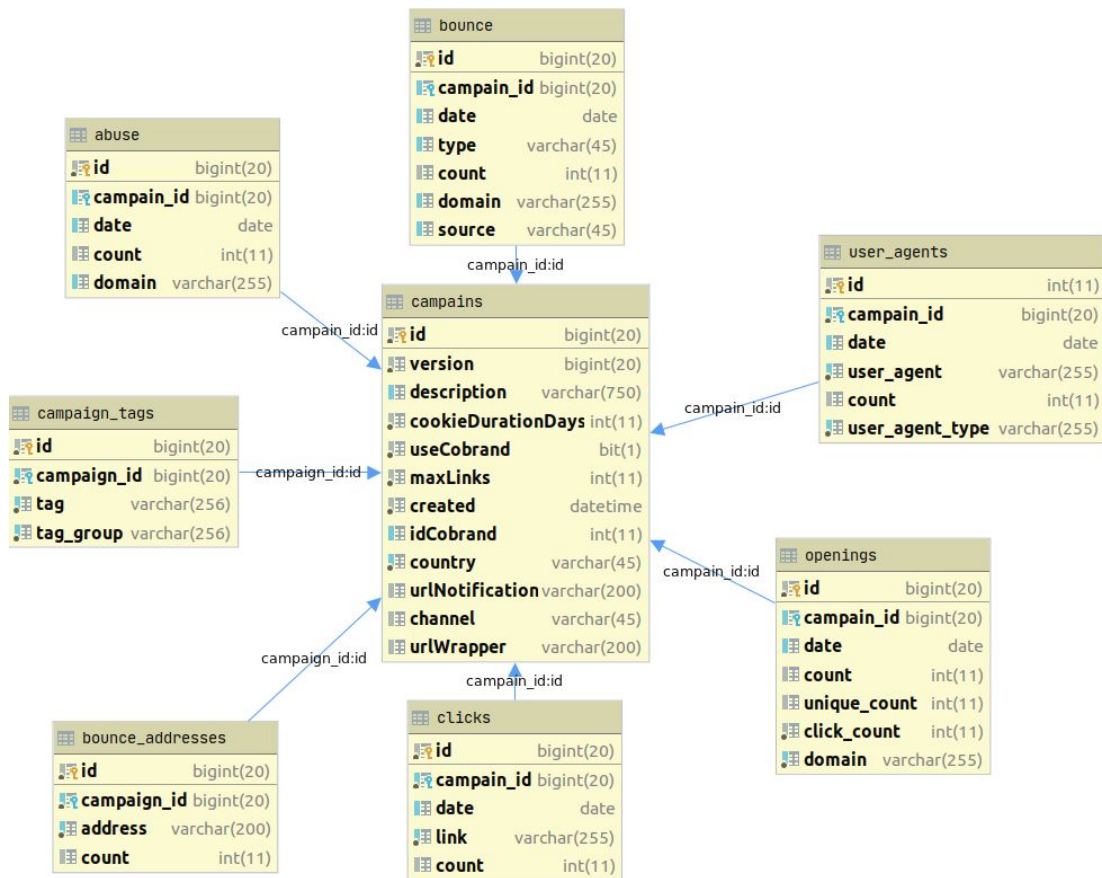 bounce
id bigint(20)
campain_id bigint(20)
date date
type varchar(45)
count int(11)
domain varchar(255)
source varchar(45)
campain_id:id
abuse
id bigint(20)
campain_id bigint(20)
date date
count int(11)
domain varchar(255)
campain_id:id
user_agents
id int(11)
campain_id bigint(20)
date date
user_agent varchar(255)
count int(11)
user_agent_type varchar(255)
campain_id:id
campains
id bigint(20)
version bigint(20)
description varchar(750)
cookieDurationDays int(11)
useCobrand bit(1)
maxLinks int(11)
created datetime
idCobrand int(11)
country varchar(45)
urlNotification varchar(200)
channel varchar(45)
urlWrapper varchar(200)
campaign_tags
id bigint(20)
campaign_id bigint(20)
tag varchar(256)
tag_group varchar(256)
campaign_id:id
openings
id bigint(20)
campain_id bigint(20)
date date
count int(11)
unique_count int(11)
click_count int(11)
domain varchar(255)
campain_id:id
bounce_addresses
id bigint(20)
campaign_id bigint(20)
address varchar(200)
count int(11)
campaign_id:id
clicks
id bigint(20)
campain_id bigint(20)
date date
link varchar(255)
count int(11)
campain_id:id